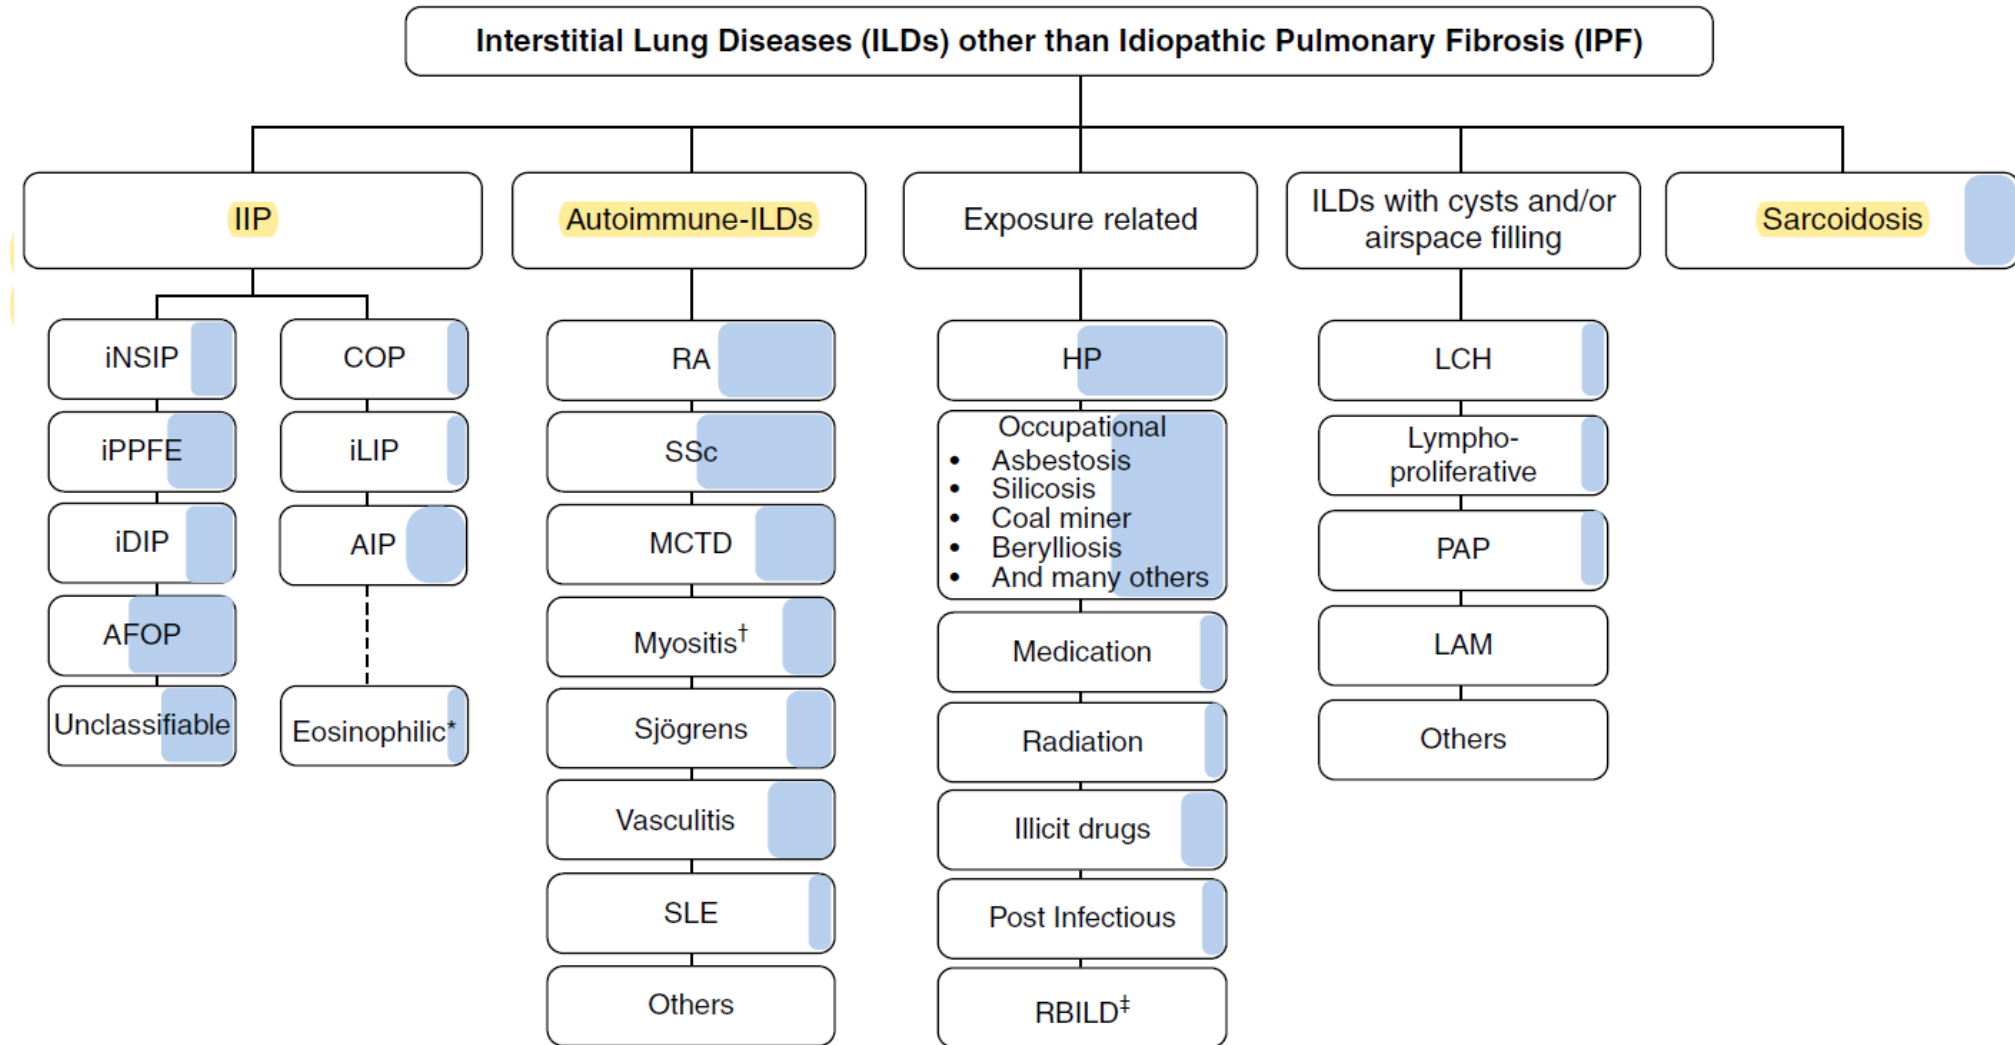 Interstitial Lung Diseases (ILDs) other than Idiopathic Pulmonary Fibrosis (IPF)
IIP
Autoimmune-ILDs
Exposure related
ILDs with cysts and/or
airspace filling
Sarcoidosis
iNSIP
iPPFE
iDIP
AFOP
Unclassifiable
COP
iLIP
AIP
Eosinophilic*
RA
SSc
MCTD
Myositis†
Sjögrens
Vasculitis
SLE
Others
HP
Occupational
• Asbestosis
• Silicosis
• Coal miner
• Berylliosis
• And many others
Medication
Radiation
Illicit drugs
Post Infectious
RBILD‡
LCH
Lympho-
proliferative
PAP
LAM
Others